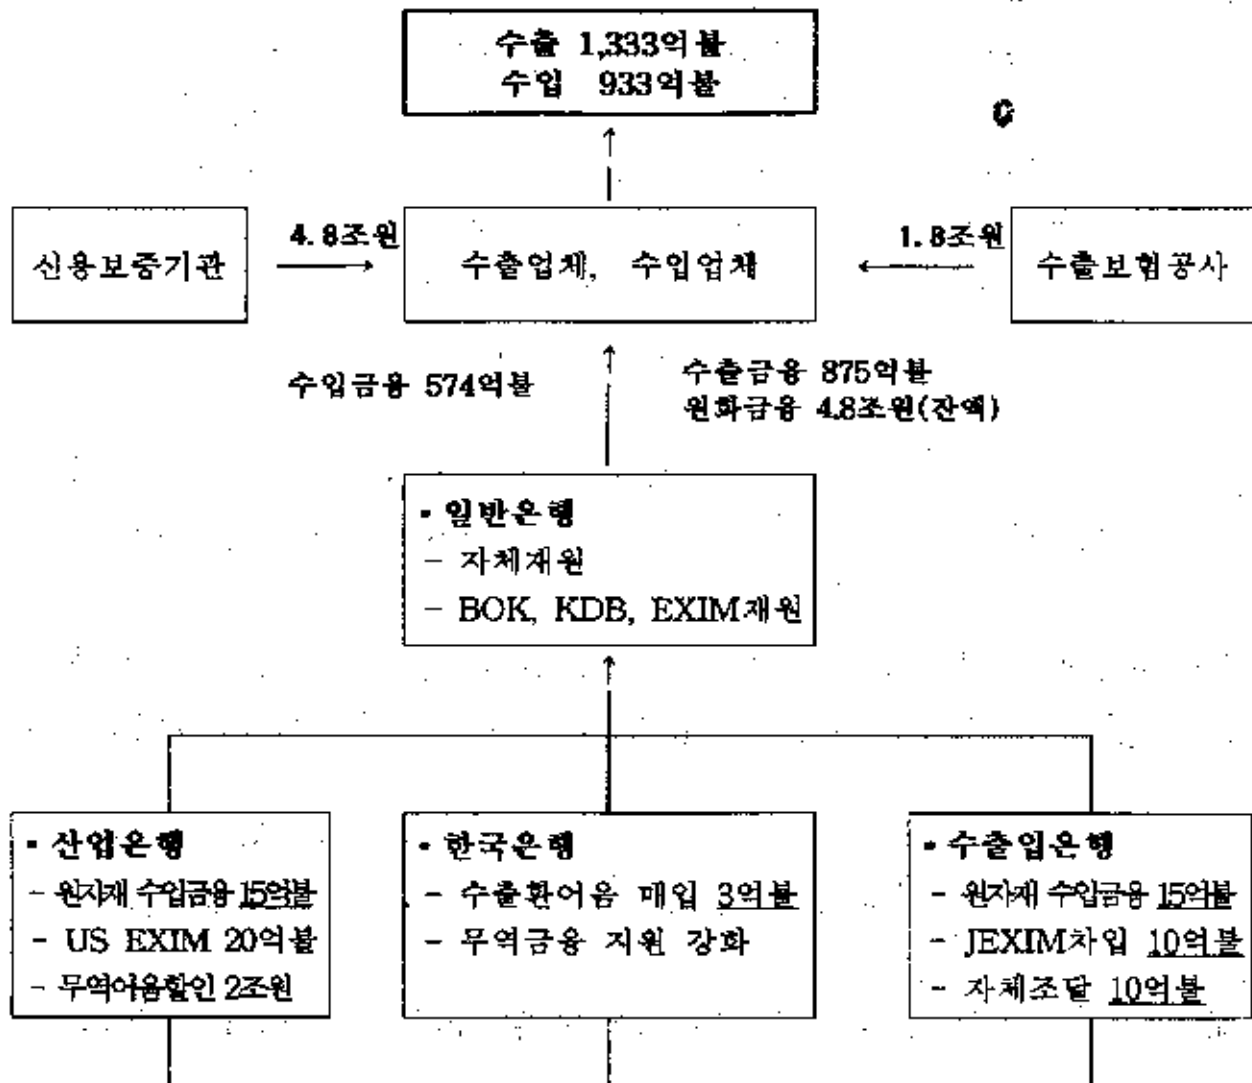 수출 1,333억불
수입 933억불
신용보증기관
4.8조원
수출업체, 수입업체
1.8조원
수출보험공사
수입금융 574억불
수출금융 875억불
원화금융 4.8조원(잔액)
▪ 일반은행
- 자체재원
- BOK, KDB, EXIM재원
▪ 산업은행
- 원자재 수입금융 15억불
- US EXIM 20억불
- 무역어음할인 2조원
▪ 한국은행
- 수출환어음 매입 3억불
- 무역금융 지원 강화
▪ 수출입은행
- 원자재 수입금융 15억불
- JEXIM차입 10억불
- 자체조달 10억불